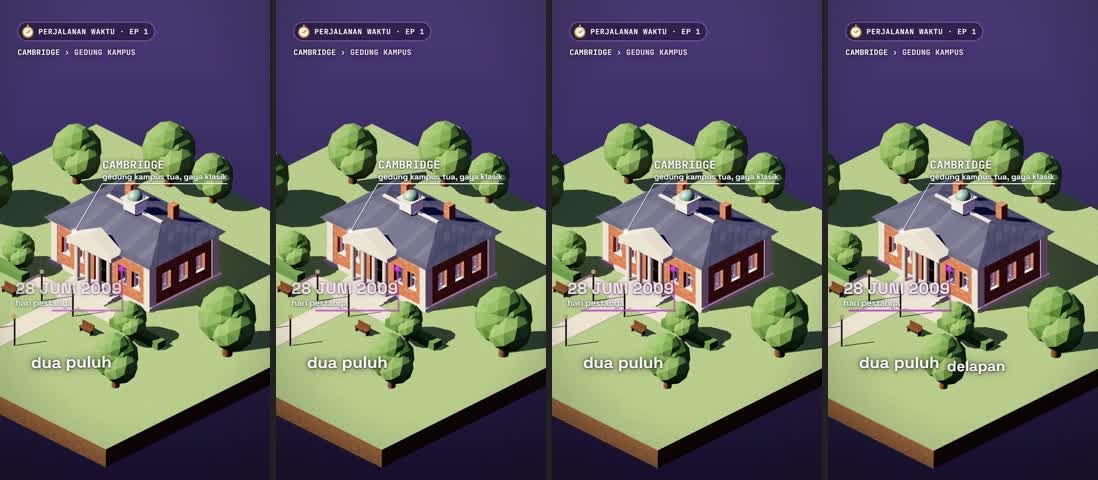 PERJALANAN WAKTU · EP 1
CAMBRIDGE › GEDUNG KAMPUS
CAMBRIDGE
gedung kampus tua, gaya klasik
28 JUNI 2009
hari pestanya
dua puluh
PERJALANAN WAKTU · EP 1
CAMBRIDGE › GEDUNG KAMPUS
CAMBRIDGE
gedung kampus tua, gaya klasik
28 JUNI 2009
hari pestanya
dua puluh
PERJALANAN WAKTU · EP 1
CAMBRIDGE › GEDUNG KAMPUS
CAMBRIDGE
gedung kampus tua, gaya klasik
28 JUNI 2009
hari pestanya
dua puluh
PERJALANAN WAKTU · EP 1
CAMBRIDGE › GEDUNG KAMPUS
CAMBRIDGE
gedung kampus tua, gaya klasik
28 JUNI 2009
hari pestanya
dua puluh delapan